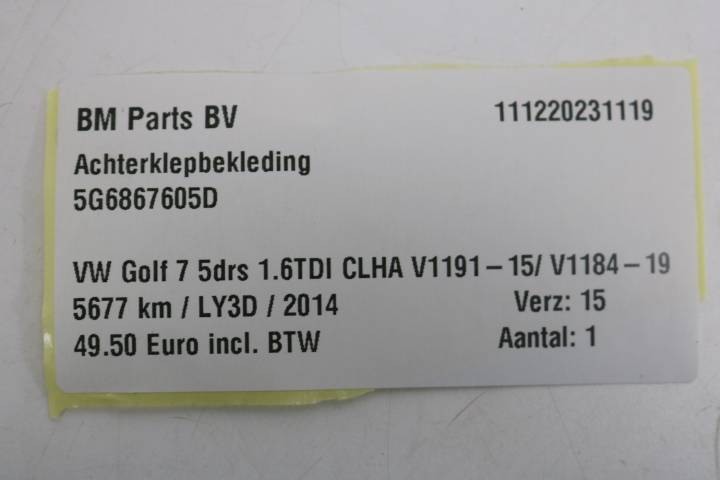 BM Parts BV 111220231119
Achterklepbekleding
5G6867605D
VW Golf 7 5drs 1.6TDI CLHA V1191-15/ V1184-19
5677 km / LY3D / 2014 Verz: 15
49.50 Euro incl. BTW Aantal: 1